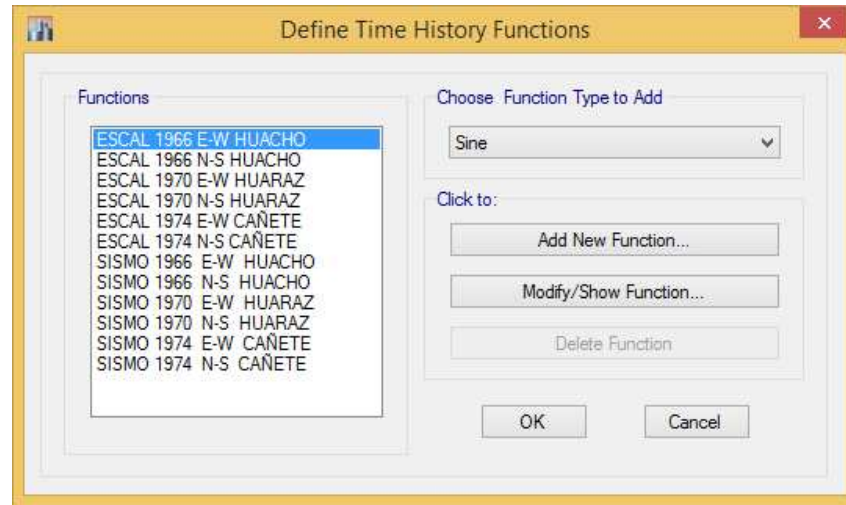 Define Time History Functions
Functions
ESCAL 1966 E-W HUACHO
ESCAL 1966 N-S HUACHO
ESCAL 1970 E-W HUARAZ
ESCAL 1970 N-S HUARAZ
ESCAL 1974 E-W CAÑETE
ESCAL 1974 N-S CAÑETE
SISMO 1966  E-W  HUACHO
SISMO 1966  N-S  HUACHO
SISMO 1970  E-W  HUARAZ
SISMO 1970  N-S  HUARAZ
SISMO 1974  E-W  CAÑETE
SISMO 1974  N-S  CAÑETE
Choose  Function Type to Add
Sine
Click to:
Add New Function...
Modify/Show Function...
Delete Function
OK
Cancel